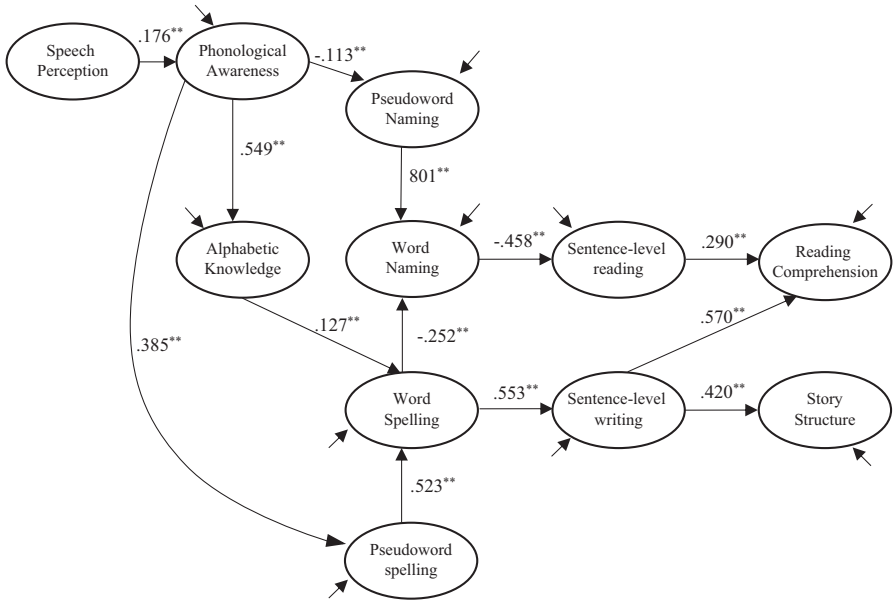 Speech
Perception
.176**
Phonological
Awareness
-.113**
Pseudoword
Naming
.549**
801**
Alphabetic
Knowledge
Word
Naming
-.458**
Sentence-level
reading
.290**
Reading
Comprehension
.385**
.127**
-.252**
.570**
Word
Spelling
.553**
Sentence-level
writing
.420**
Story
Structure
.523**
Pseudoword
spelling